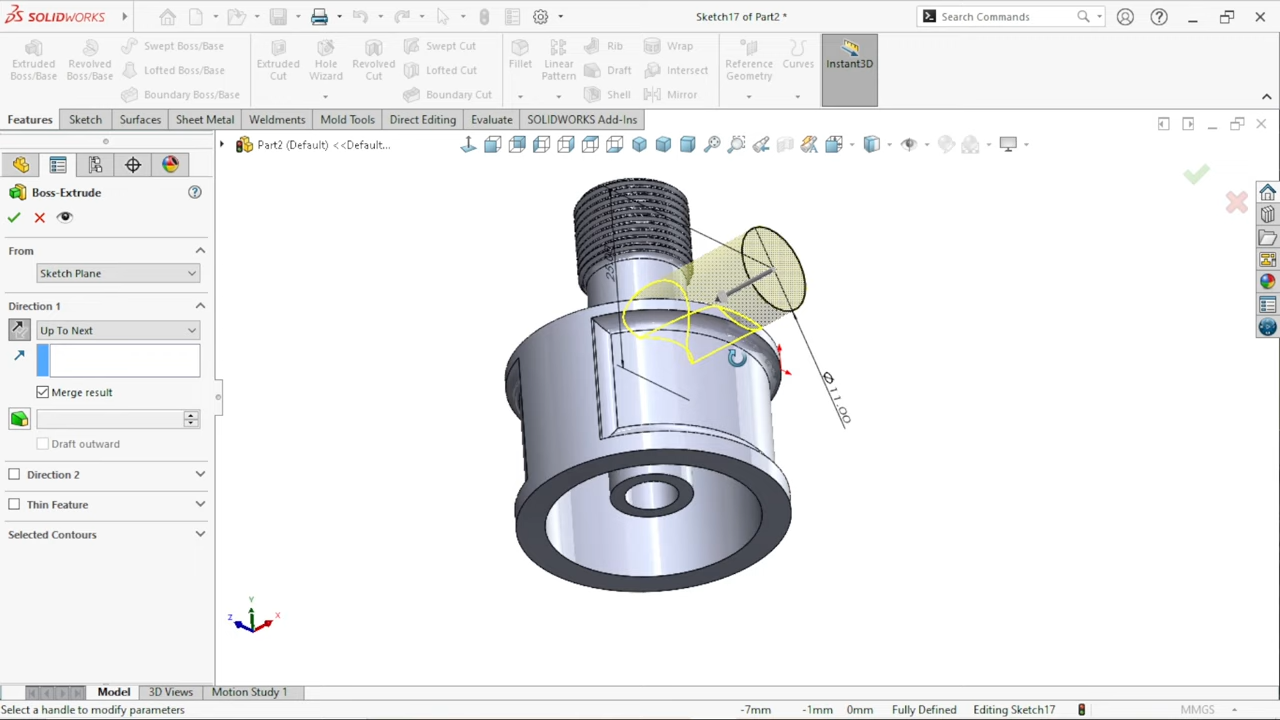 SOLIDWORKS
Sketch17 of Part2 *
Search Commands
Extruded Boss/Base
Revolved Boss/Base
Swept Boss/Base
Lofted Boss/Base
Boundary Boss/Base
Extruded Cut
Hole Wizard
Revolved Cut
Swept Cut
Lofted Cut
Boundary Cut
Fillet
Linear Pattern
Rib
Draft
Shell
Wrap
Intersect
Mirror
Reference Geometry
Curves
Instant3D
Features
Sketch
Surfaces
Sheet Metal
Weldments
Mold Tools
Direct Editing
Evaluate
SOLIDWORKS Add-Ins
Part2 (Default) <<Default...
Boss-Extrude
From
Sketch Plane
Direction 1
Up To Next
Merge result
Draft outward
Direction 2
Thin Feature
Selected Contours
Ø11.00
Y
Z
X
Model
3D Views
Motion Study 1
Select a handle to modify parameters
-7mm
-1mm
0mm
Fully Defined
Editing Sketch17
MMGS